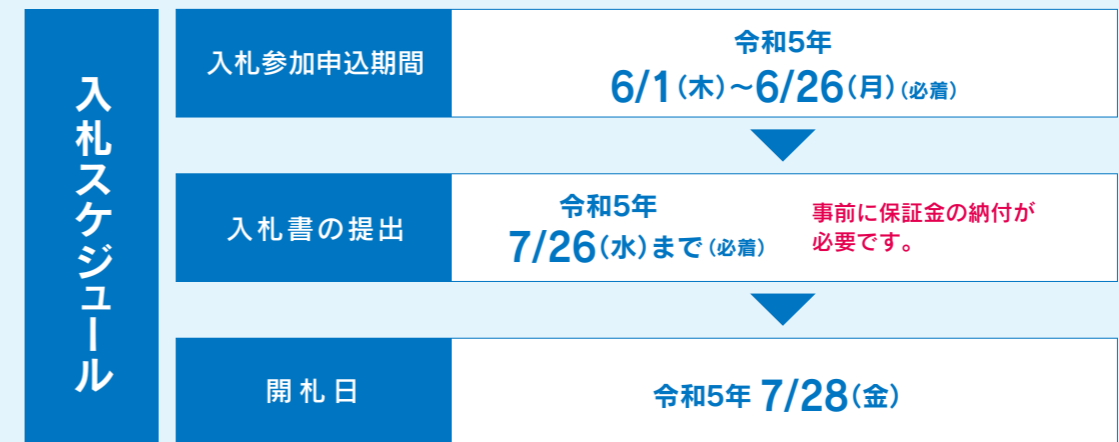 入札スケジュール
入札参加申込期間
令和5年
6/1(木)~6/26(月)(必着)
入札書の提出
令和5年
7/26(水)まで(必着)
事前に保証金の納付が
必要です。
開札日
令和5年 7/28(金)